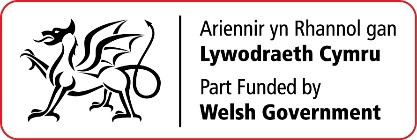 Ariennir yn Rhannol gan
Lywodraeth Cymru
Part Funded by
Welsh Government